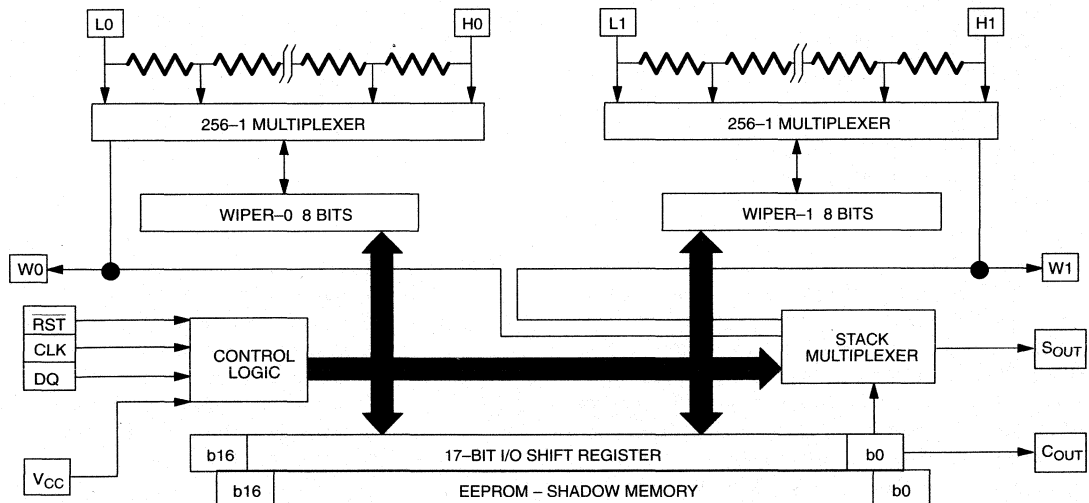 L0
H0
L1
H1
256–1 MULTIPLEXER
256–1 MULTIPLEXER
WIPER–0 8 BITS
WIPER–1 8 BITS
W0
W1
RST
CLK
DQ
CONTROL
LOGIC
STACK
MULTIPLEXER
SOUT
VCC
b16
17–BIT I/O SHIFT REGISTER
b0
COUT
b16
EEPROM – SHADOW MEMORY
b0